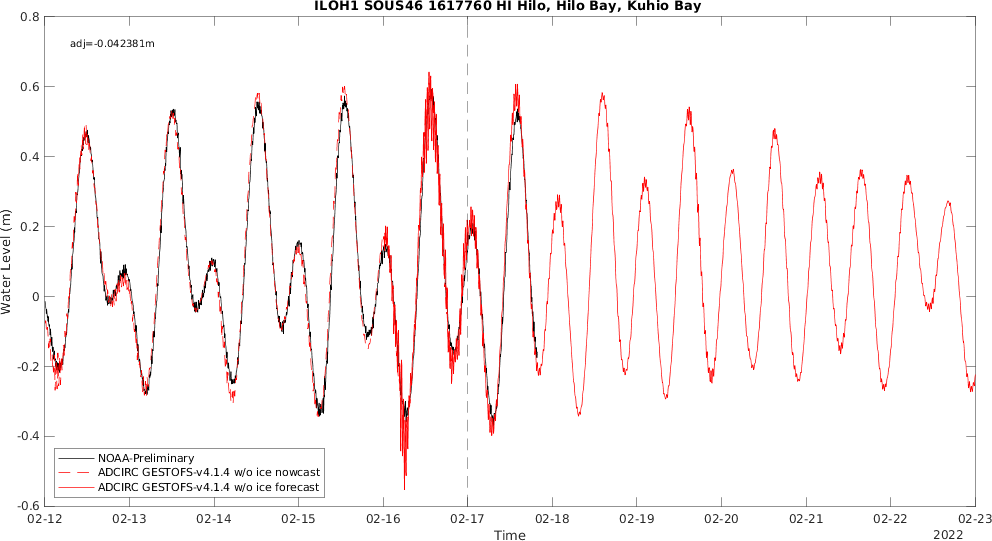 ILOH1 SOUS46 1617760 HI Hilo, Hilo Bay, Kuhio Bay
adj=-0.042381m
0.8
0.6
0.4
0.2
0
-0.2
-0.4
-0.6
Water Level (m)
NOAA-Preliminary
ADCIRC GESTOFS-v4.1.4 w/o ice nowcast
ADCIRC GESTOFS-v4.1.4 w/o ice forecast
02-12 02-13 02-14 02-15 02-16 02-17 02-18 02-19 02-20 02-21 02-22 02-23
Time
2022